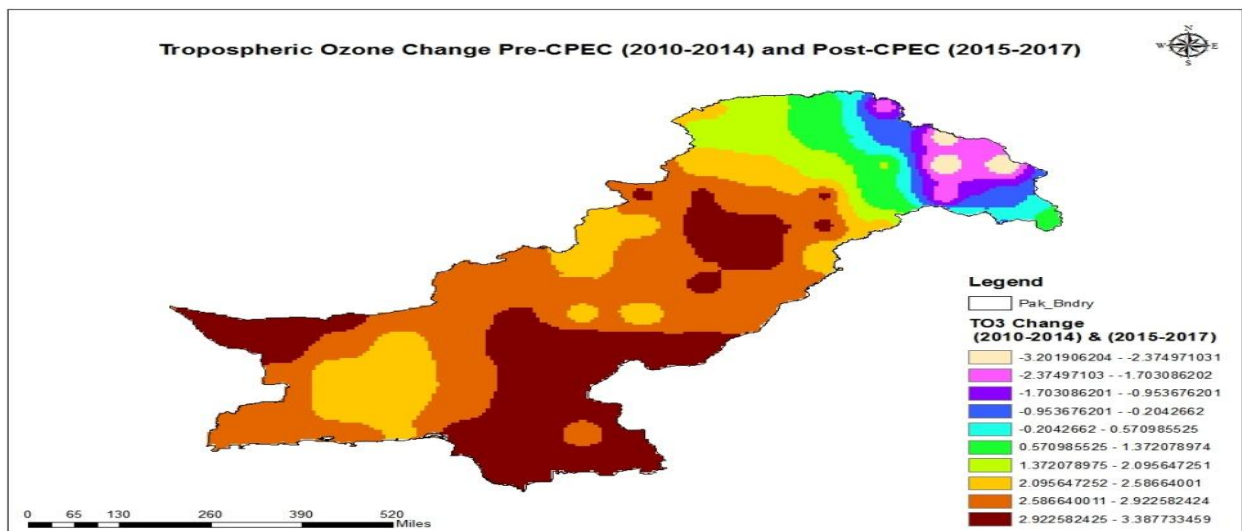 Tropospheric Ozone Change Pre-CPEC (2010-2014) and Post-CPEC (2015-2017)
N
W E
S
Legend
Pak_Bndry
TO3 Change
(2010-2014) & (2015-2017)
-3.201906204 - -2.374971031
-2.37497103 - -1.703086202
-1.703086201 - -0.953676201
-0.953676201 - -0.2042662
-0.2042662 - 0.570985525
0.570985525 - 1.372078974
1.372078975 - 2.095647251
2.095647252 - 2.58664001
2.586640011 - 2.922582424
2.922582425 - 3.387733459
0 65 130 260 390 520
Miles